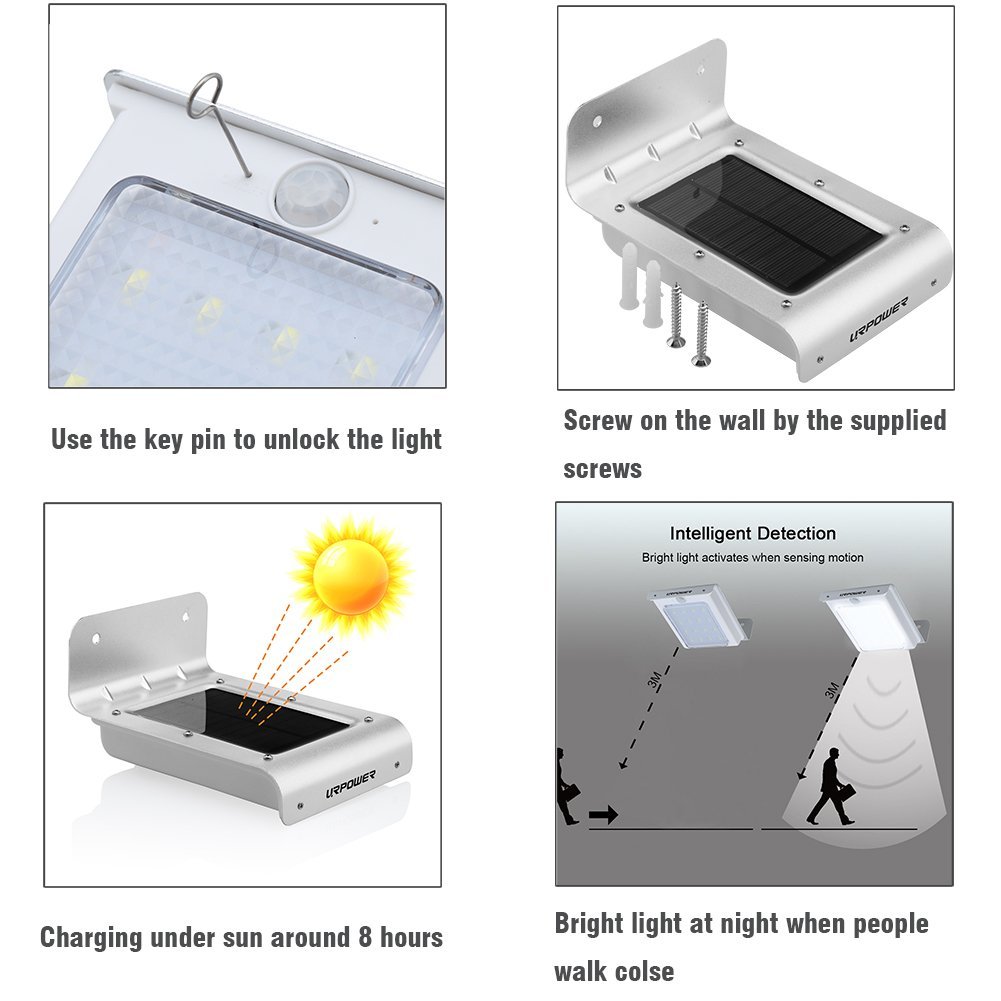 Use the key pin to unlock the light
URPOWER
Screw on the wall by the supplied
screws
URPOWER
Charging under sun around 8 hours
Intelligent Detection
Bright light activates when sensing motion
URPOWER
URPOWER
3M
3M
Bright light at night when people
walk colse